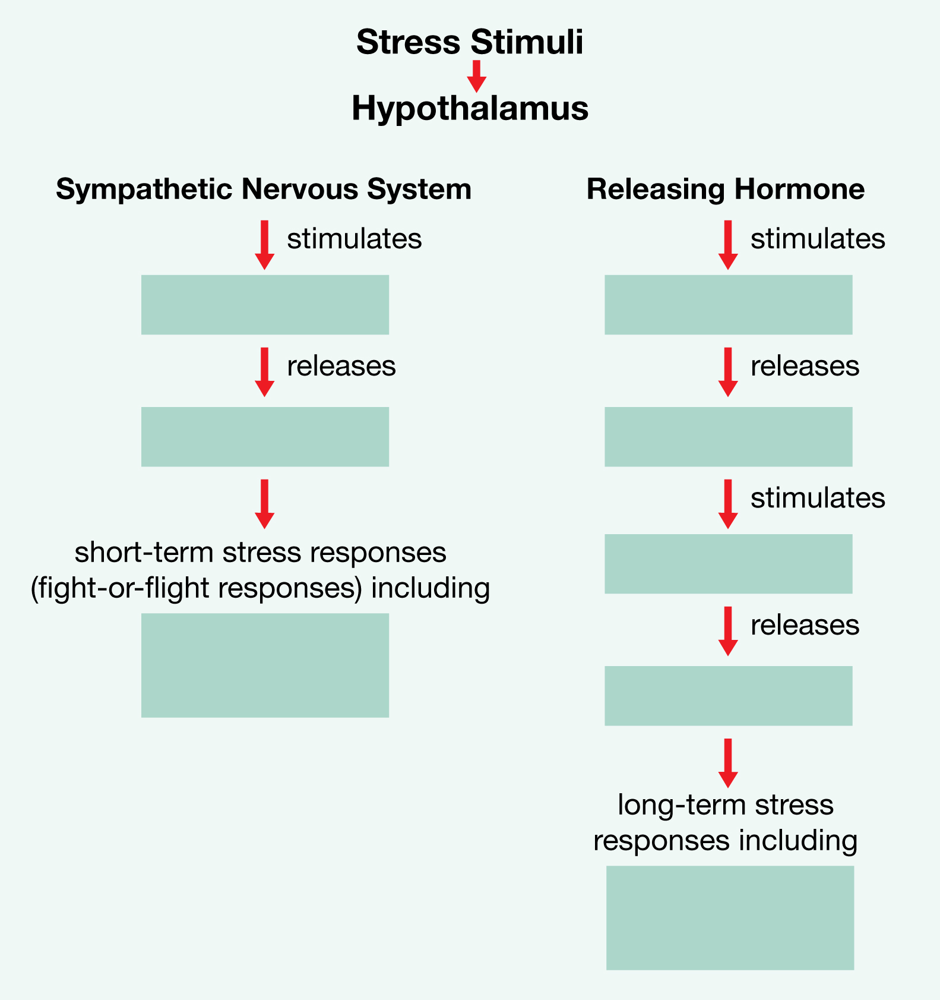 Stress Stimuli
Hypothalamus
Sympathetic Nervous System
stimulates
releases
short-term stress responses
(fight-or-flight responses) including
Releasing Hormone
stimulates
releases
stimulates
releases
long-term stress
responses including